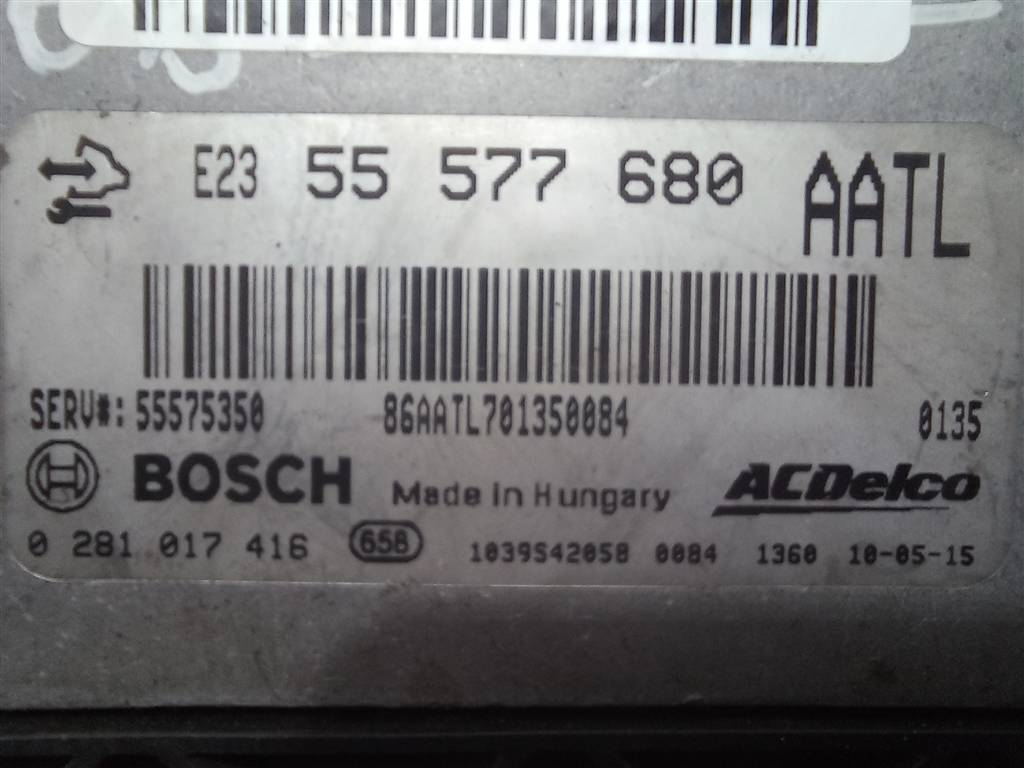 E23 55 577 680 AATL
SERV#: 55575350 86AATL701350084 0135
BOSCH Made in Hungary ACDelco
0 281 017 416 658 1039S42058 0084 1360 10-05-15